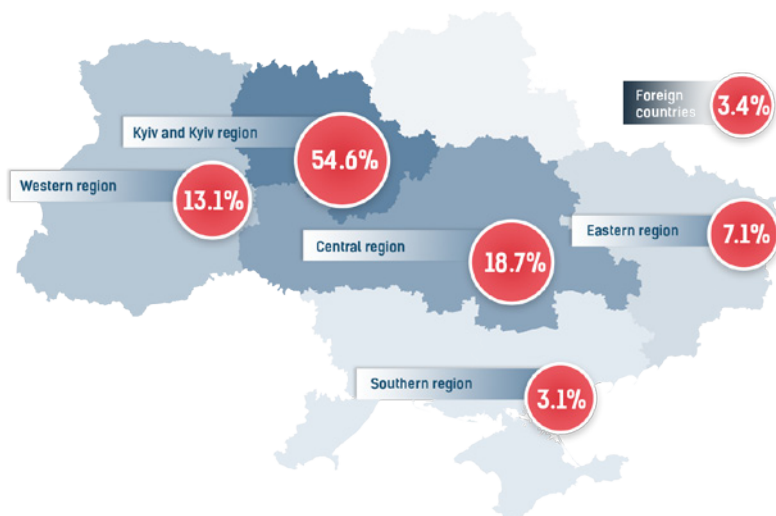 Foreign
countries
3.4%
Kyiv and Kyiv region
54.6%
Western region
13.1%
Eastern region
7.1%
Central region
18.7%
Southern region
3.1%